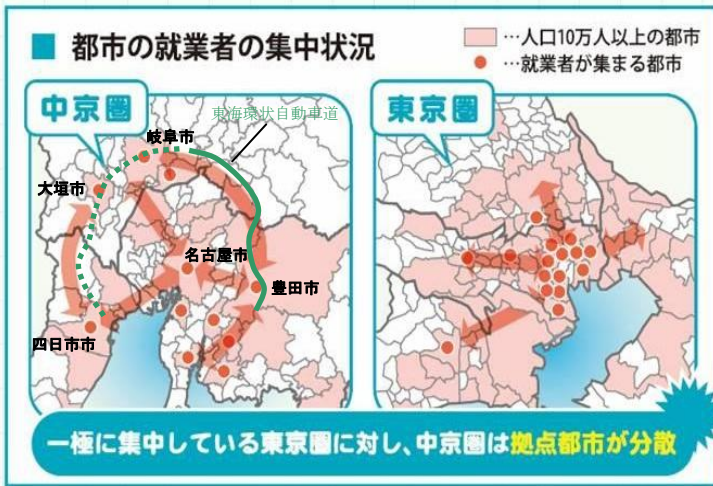 ■ 都市の就業者の集中状況
…人口10万人以上の都市
…就業者が集まる都市
中京圏
東海環状自動車道
岐阜市
大垣市
名古屋市
豊田市
四日市市
東京圏
一極に集中している東京圏に対し、中京圏は拠点都市が分散